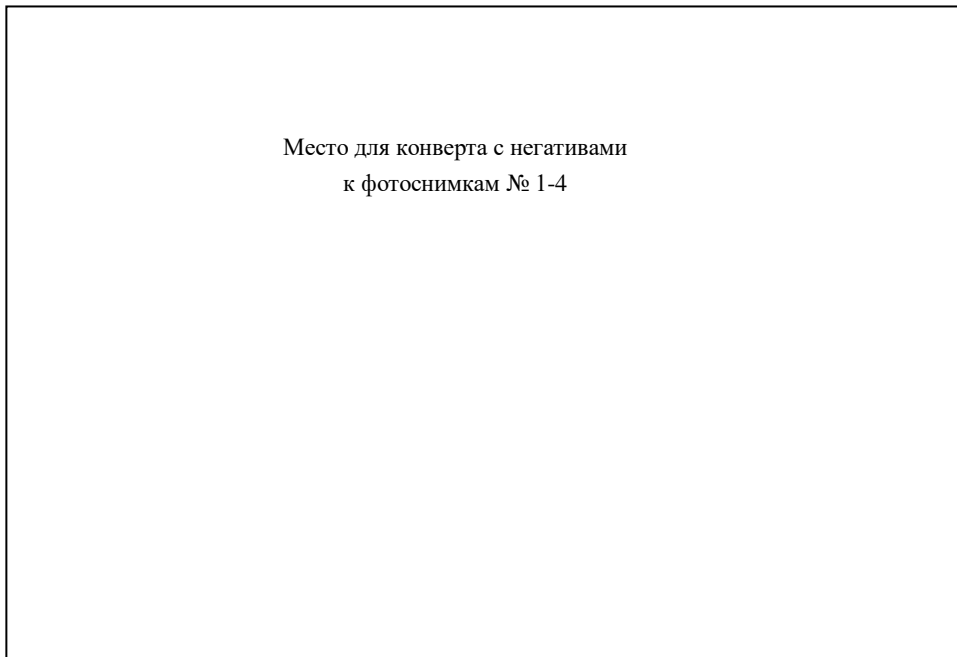 Место для конверта с негативами
к фотоснимкам № 1-4